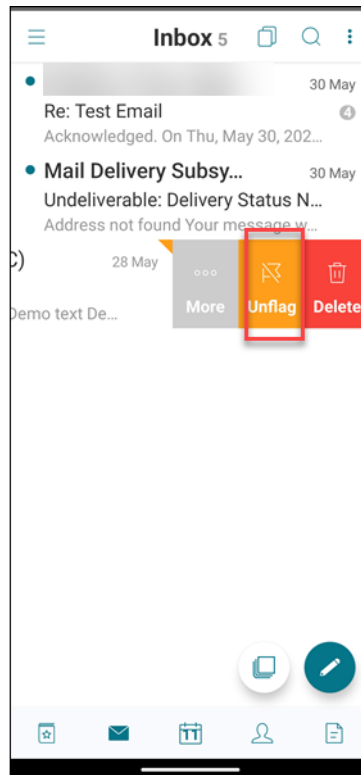 Inbox 5
30 May
Re: Test Email
4
Acknowledged. On Thu, May 30, 202...
Mail Delivery Subsy...
30 May
Undeliverable: Delivery Status N...
Address not found Your message w...
C)
28 May
Demo text De...
More
Unflag
Delete